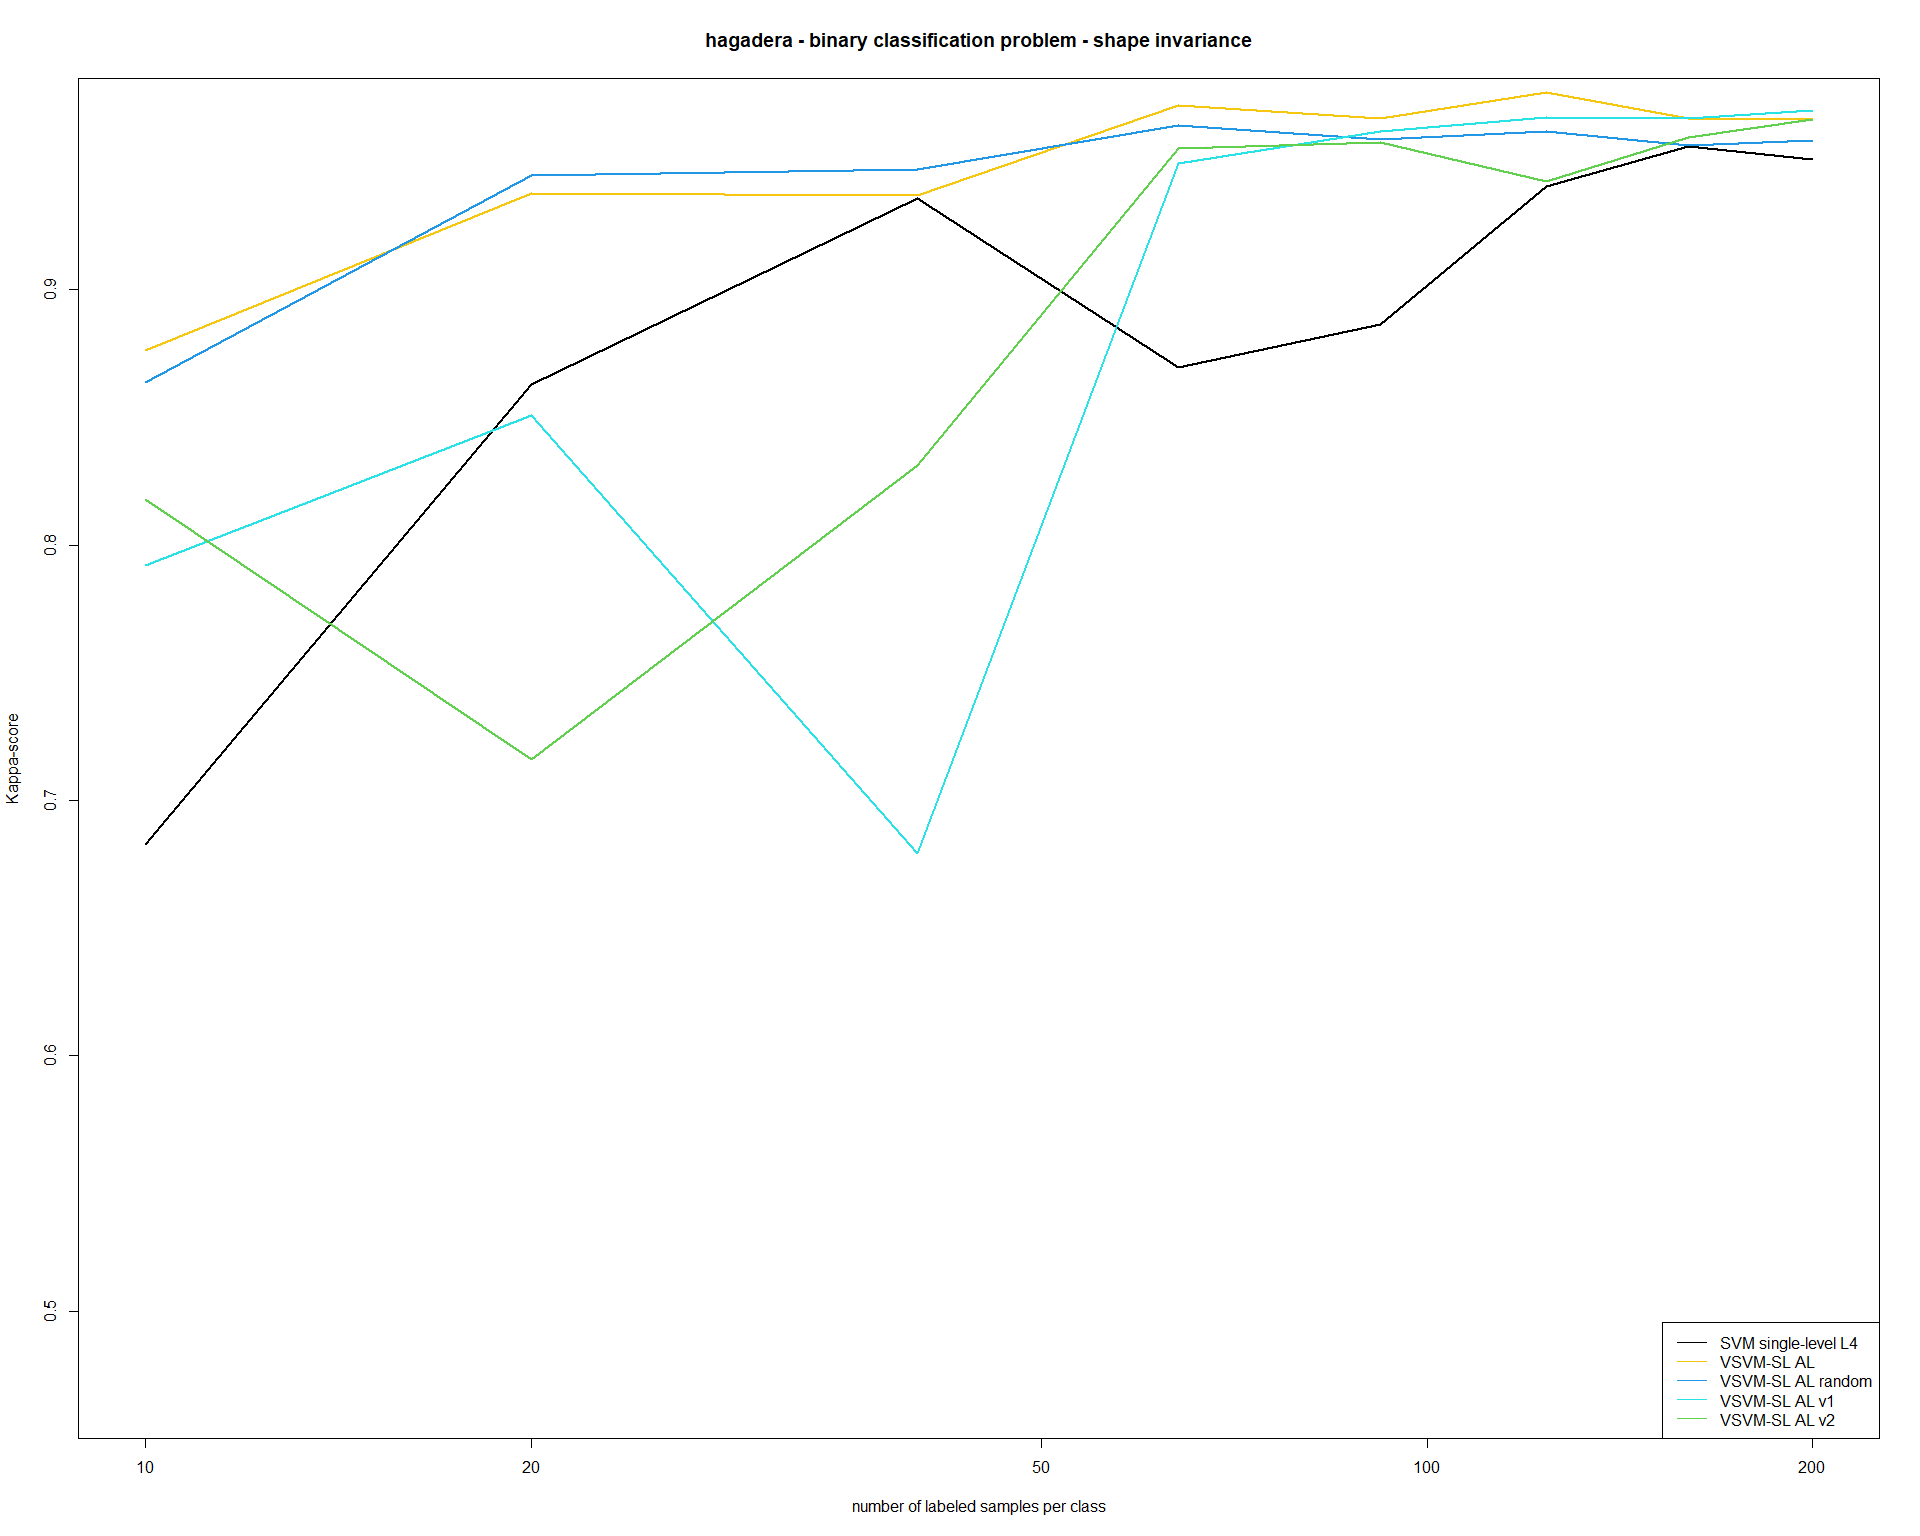 hagadera - binary classification problem - shape invariance
Kappa-score
0.9
0.8
0.7
0.6
0.5
SVM single-level L4
VSVM-SL AL
VSVM-SL AL random
VSVM-SL AL v1
VSVM-SL AL v2
10
20
50
100
200
number of labeled samples per class